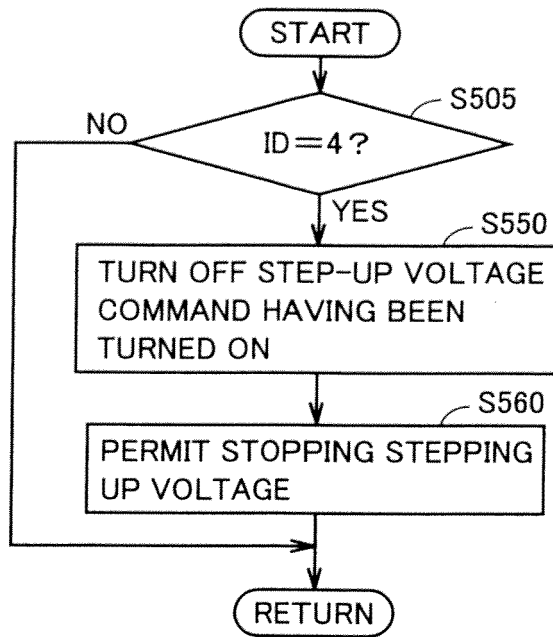 START
S505
NO
ID=4?
YES
S550
TURN OFF STEP-UP VOLTAGE
COMMAND HAVING BEEN
TURNED ON
S560
PERMIT STOPPING STEPPING
UP VOLTAGE
RETURN